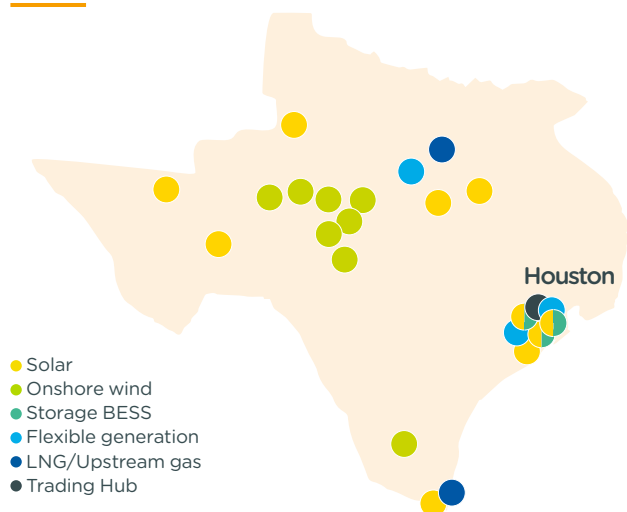 Houston
Solar
Onshore wind
Storage BESS
Flexible generation
LNG/Upstream gas
Trading Hub